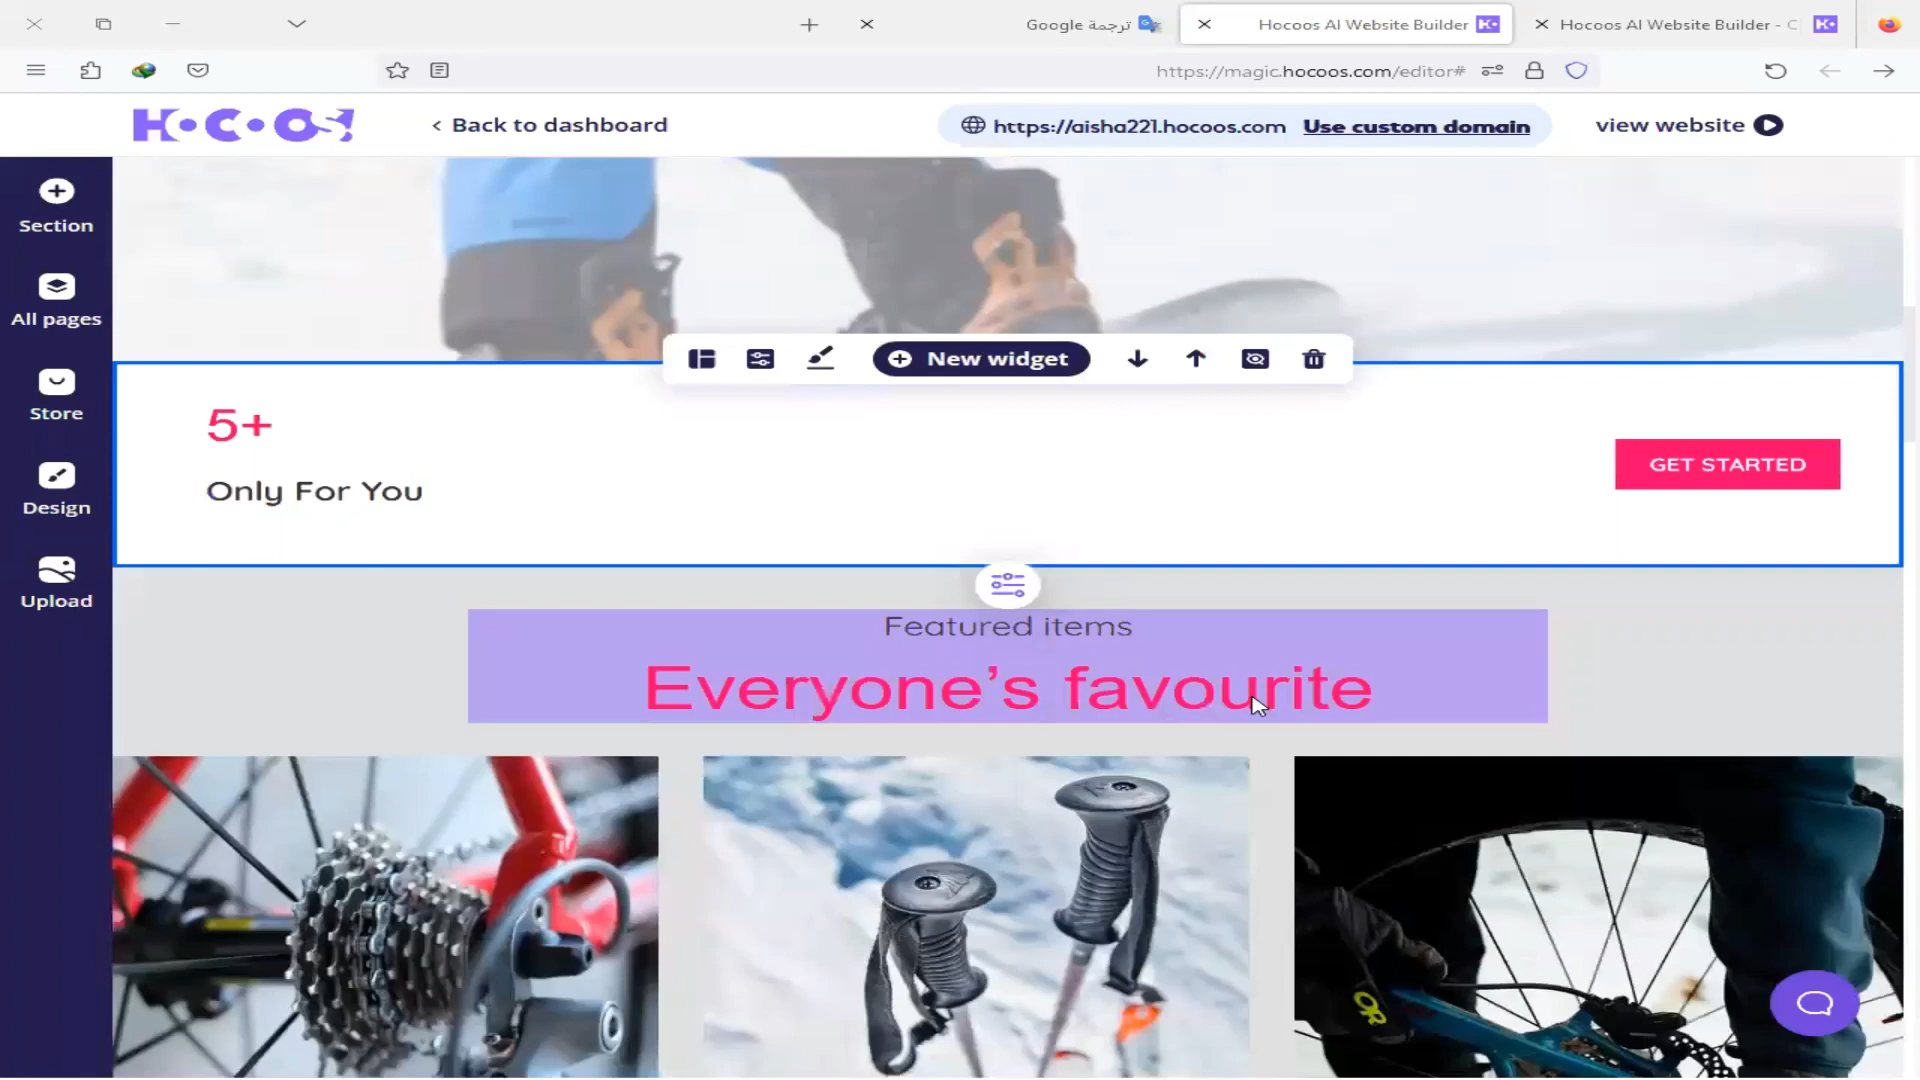 ترجمة Google
Hocoos AI Website Builder
Hocoos AI Website Builder - C
https://magic.hocoos.com/editor#
HOCOOS
< Back to dashboard
https://aisha221.hocoos.com Use custom domain
view website
Section
All pages
Store
Design
Upload
New widget
5+
Only For You
GET STARTED
Featured items
Everyone’s favourite